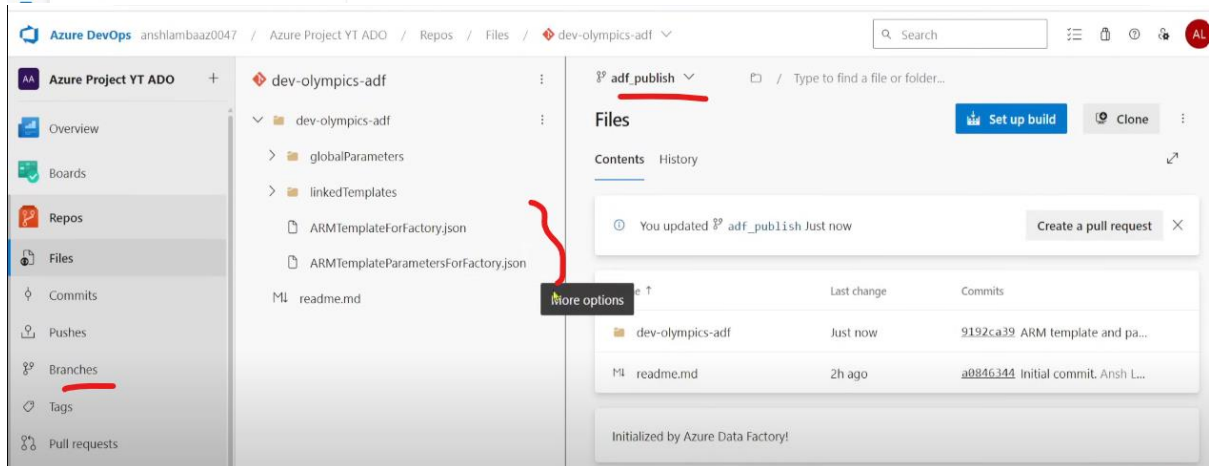 Azure DevOps anshlambaaz0047 / Azure Project YT ADO / Repos / Files / dev-olympics-adf
Search
AL
AA Azure Project YT ADO +
Overview
Boards
Repos
Files
Commits
Pushes
Branches
Tags
Pull requests
dev-olympics-adf
dev-olympics-adf
globalParameters
linkedTemplates
ARMTemplateForFactory.json
ARMTemplateParametersForFactory.json
M↓ readme.md
More options
adf_publish / Type to find a file or folder...
Files
Set up build Clone
Contents History
You updated adf_publish Just now
Create a pull request
e ↑ Last change Commits
dev-olympics-adf Just now 9192ca39 ARM template and pa...
M↓ readme.md 2h ago a0846344 Initial commit. Ansh L...
Initialized by Azure Data Factory!